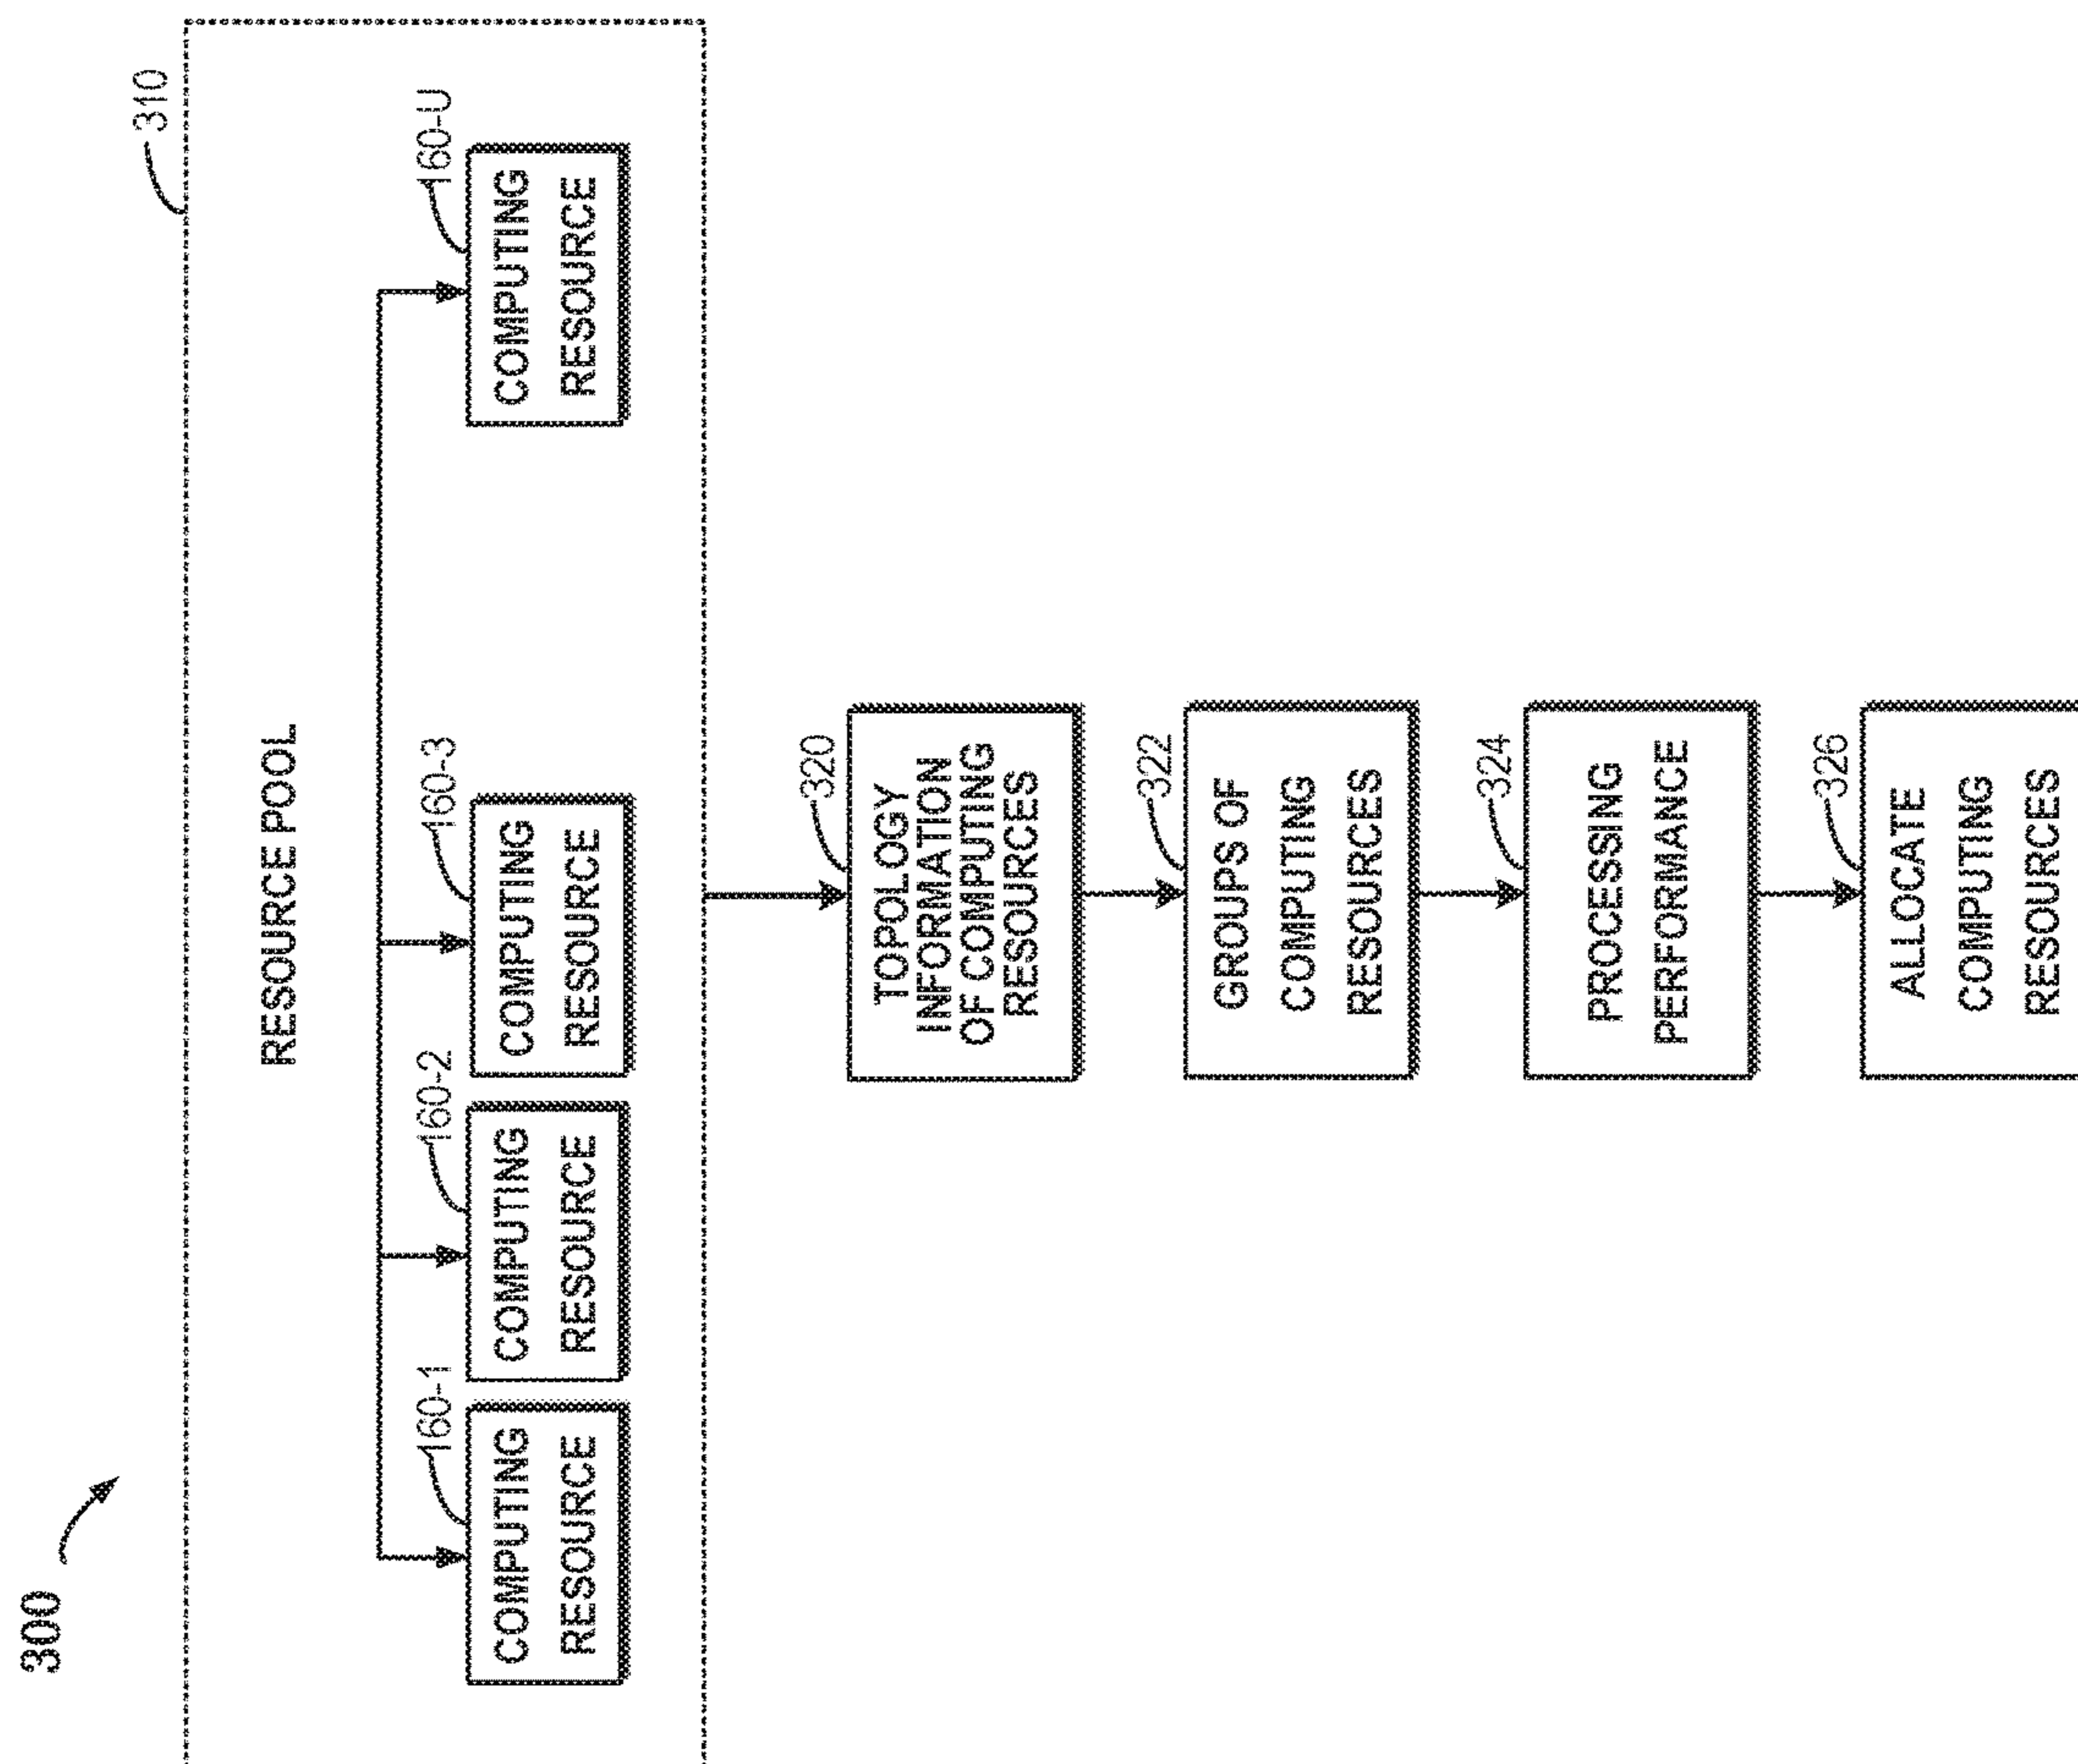 300
310
RESOURCE POOL
160-1
160-2
160-3
160-U
COMPUTING
RESOURCE
COMPUTING
RESOURCE
COMPUTING
RESOURCE
COMPUTING
RESOURCE
320
TOPOLOGY
INFORMATION
OF COMPUTING
RESOURCES
322
GROUPS OF
COMPUTING
RESOURCES
324
PROCESSING
PERFORMANCE
326
ALLOCATE
COMPUTING
RESOURCES